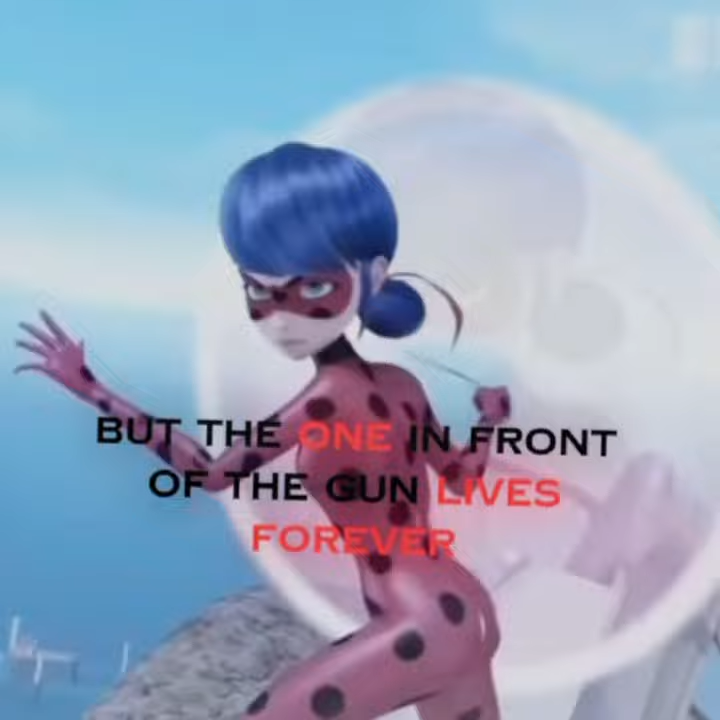 BUT THE ONE IN FRONT
OF THE GUN LIVES
FOREVER